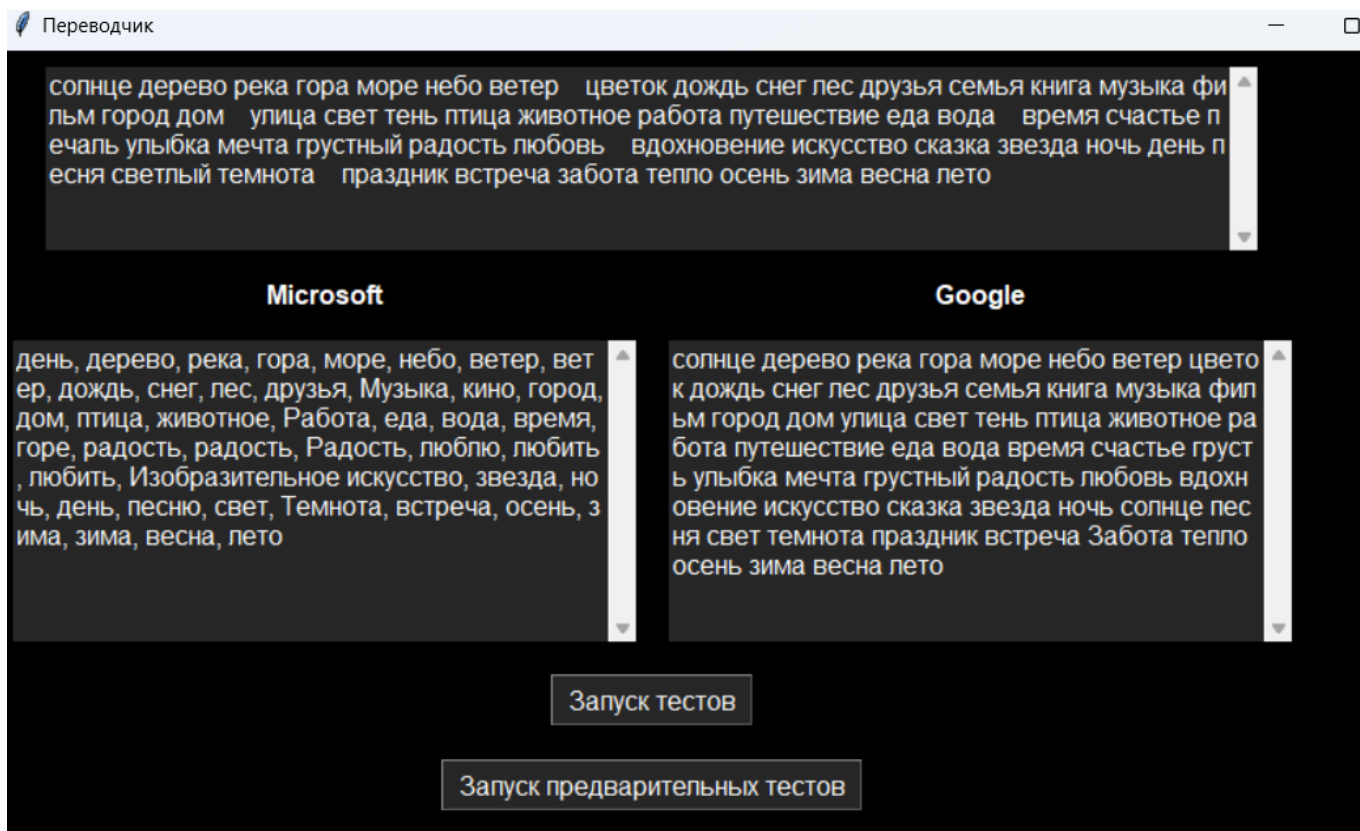 Переводчик
солнце дерево река гора море небо ветер    цветок дождь снег лес друзья семья книга музыка фи
льм город дом    улица свет тень птица животное работа путешествие еда вода    время счастье п
ечаль улыбка мечта грустный радость любовь    вдохновение искусство сказка звезда ночь день п
есня светлый темнота    праздник встреча забота тепло осень зима весна лето
Microsoft
Google
день, дерево, река, гора, море, небо, ветер, вет
ер, дождь, снег, лес, друзья, Музыка, кино, город,
дом, птица, животное, Работа, еда, вода, время,
горе, радость, радость, Радость, люблю, любить
, любить, Изобразительное искусство, звезда, но
чь, день, песню, свет, Темнота, встреча, осень, з
има, зима, весна, лето
солнце дерево река гора море небо ветер цвето
к дождь снег лес друзья семья книга музыка фил
ьм город дом улица свет тень птица животное ра
бота путешествие еда вода время счастье груст
ь улыбка мечта грустный радость любовь вдохн
овение искусство сказка звезда ночь солнце пес
ня свет темнота праздник встреча Забота тепло
осень зима весна лето
Запуск тестов
Запуск предварительных тестов